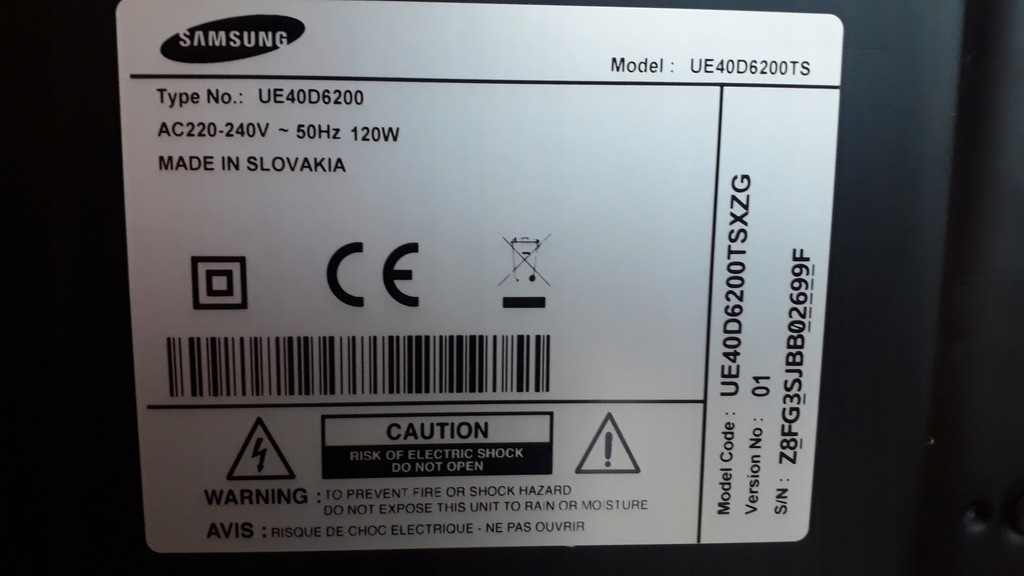 SAMSUNG
Model : UE40D6200TS
Type No.: UE40D6200
AC220-240V ~ 50Hz 120W
MADE IN SLOVAKIA
CE
CAUTION
RISK OF ELECTRIC SHOCK
DO NOT OPEN
WARNING : TO PREVENT FIRE OR SHOCK HAZARD
DO NOT EXPOSE THIS UNIT TO RAIN OR MOISTURE
AVIS : RISQUE DE CHOC ELECTRIQUE - NE PAS OUVRIR
Model Code : UE40D6200TSXZG
Version No : 01
S/N : Z8FG3SJBB02699F